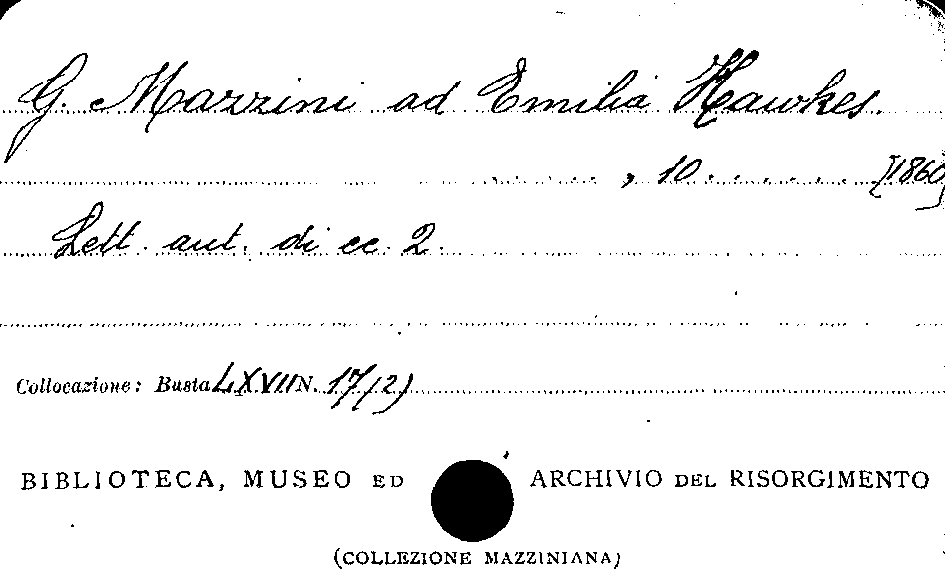 G. Mazzini ad Emilia Hawkes.
, 10 . . . . . . [1860]
Lett. aut. di cc. 2.
Collocazione: Busta LXVII N. 17/2)
BIBLIOTECA, MUSEO ED ARCHIVIO DEL RISORGIMENTO
(COLLEZIONE MAZZINIANA)